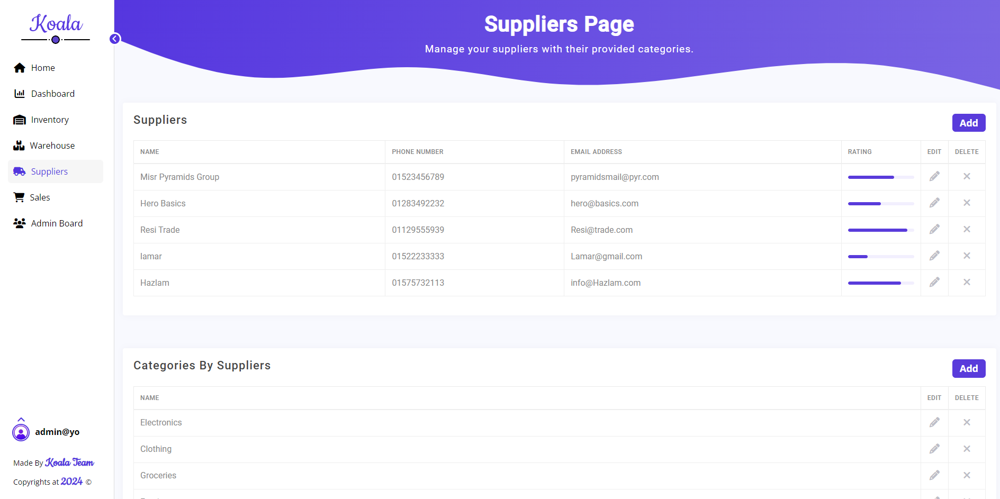 Koala
Home
Dashboard
Inventory
Warehouse
Suppliers
Sales
Admin Board
admin@yo
Made By Koala Team
Copyrights at 2024 ©
Suppliers Page
Manage your suppliers with their provided categories.
Suppliers
Add
NAME PHONE NUMBER EMAIL ADDRESS RATING EDIT DELETE
Misr Pyramids Group 01523456789 pyramidsmail@pyr.com
Hero Basics 01283492232 hero@basics.com
Resi Trade 01129555939 Resi@trade.com
lamar 01522233333 Lamar@gmail.com
Hazlam 01575732113 info@Hazlam.com
Categories By Suppliers
Add
NAME EDIT DELETE
Electronics
Clothing
Groceries